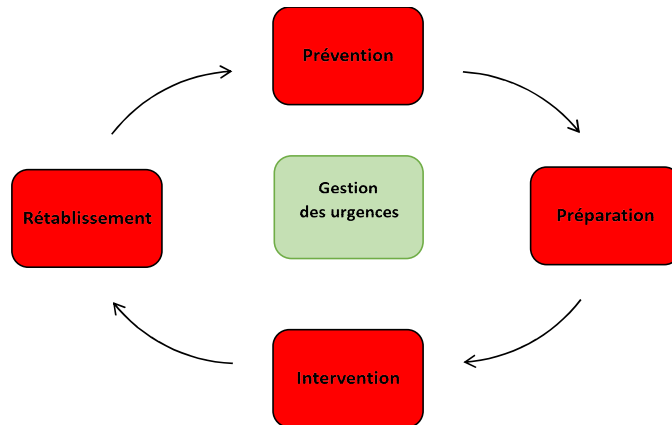 Prévention
Rétablissement
Gestion
des urgences
Préparation
Intervention